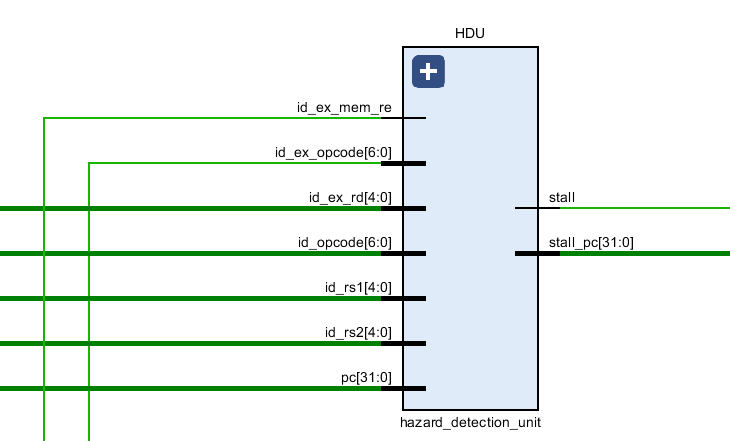 HDU
id_ex_mem_re
id_ex_opcode[6:0]
id_ex_rd[4:0]
id_opcode[6:0]
id_rs1[4:0]
id_rs2[4:0]
pc[31:0]
stall
stall_pc[31:0]
hazard_detection_unit